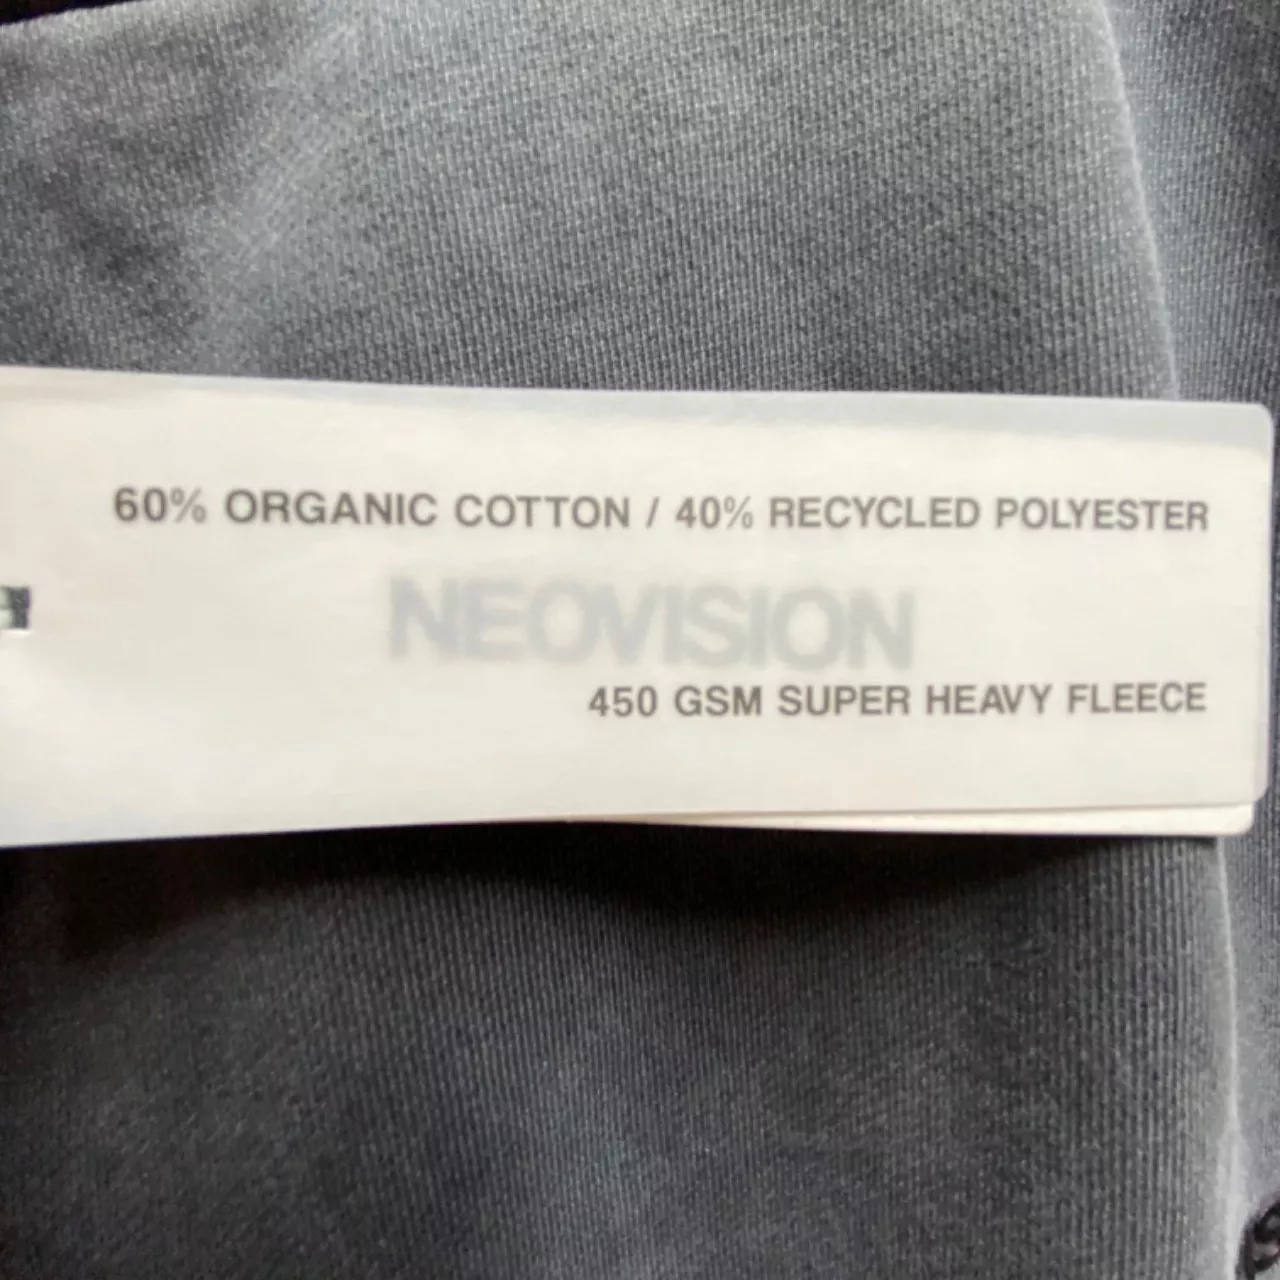 60% ORGANIC COTTON / 40% RECYCLED POLYESTER
NEOVISION
450 GSM SUPER HEAVY FLEECE